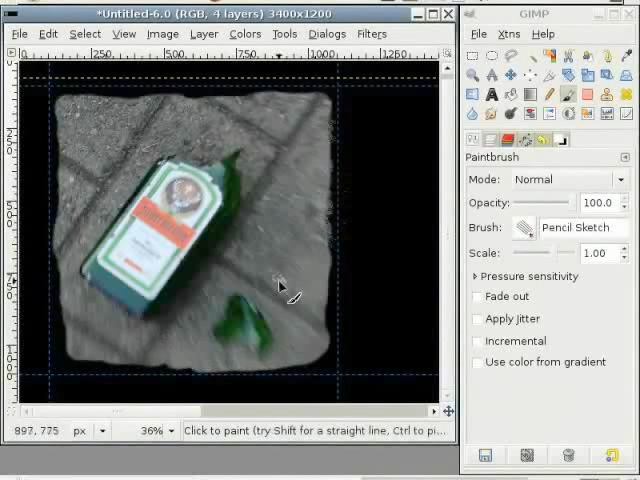 *Untitled-6.0 (RGB, 4 layers) 3400x1200
File Edit Select View Image Layer Colors Tools Dialogs Filters
250 500 750 1000 1250
897, 775 px 36% Click to paint (try Shift for a straight line, Ctrl to pi...
GIMP
File Xtns Help
Paintbrush
Mode: Normal
Opacity: 100.0
Brush: Pencil Sketch
Scale: 1.00
Pressure sensitivity
Fade out
Apply Jitter
Incremental
Use color from gradient